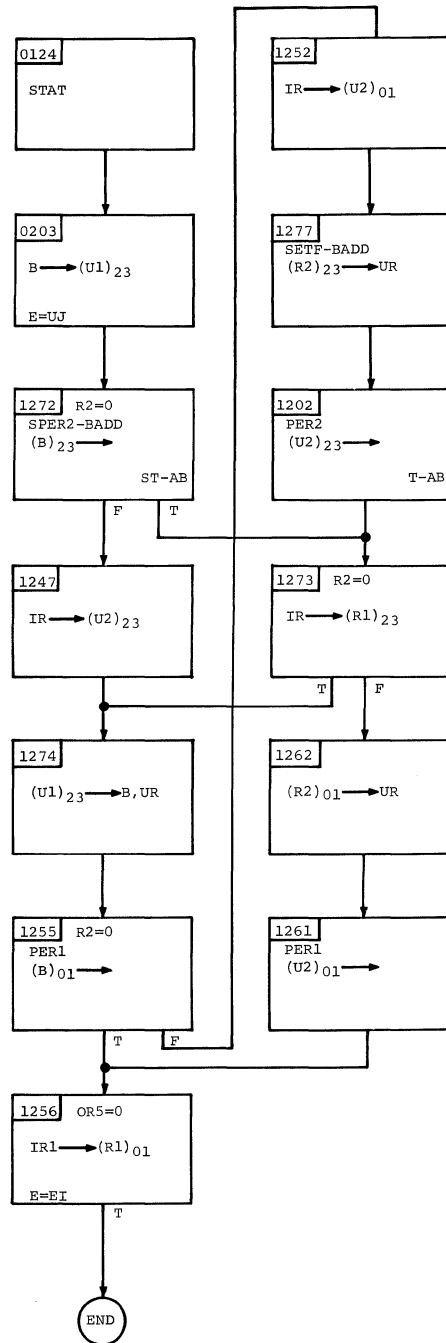 0124
STAT
0203
B → (U1)23
E=UJ
1272 R2=0
SPER2-BADD
(B)23 →
ST-AB
F T
1247
IR → (U2)23
1274
(U1)23 → B,UR
1255 R2=0
PER1
(B)01 →
T F
1256 OR5=0
IR1 → (R1)01
E=EI
T
END
1252
IR → (U2)01
1277
SETF-BADD
(R2)23 → UR
1202
PER2
(U2)23 →
T-AB
1273 R2=0
IR → (R1)23
T F
1262
(R2)01 → UR
1261
PER1
(U2)01 →